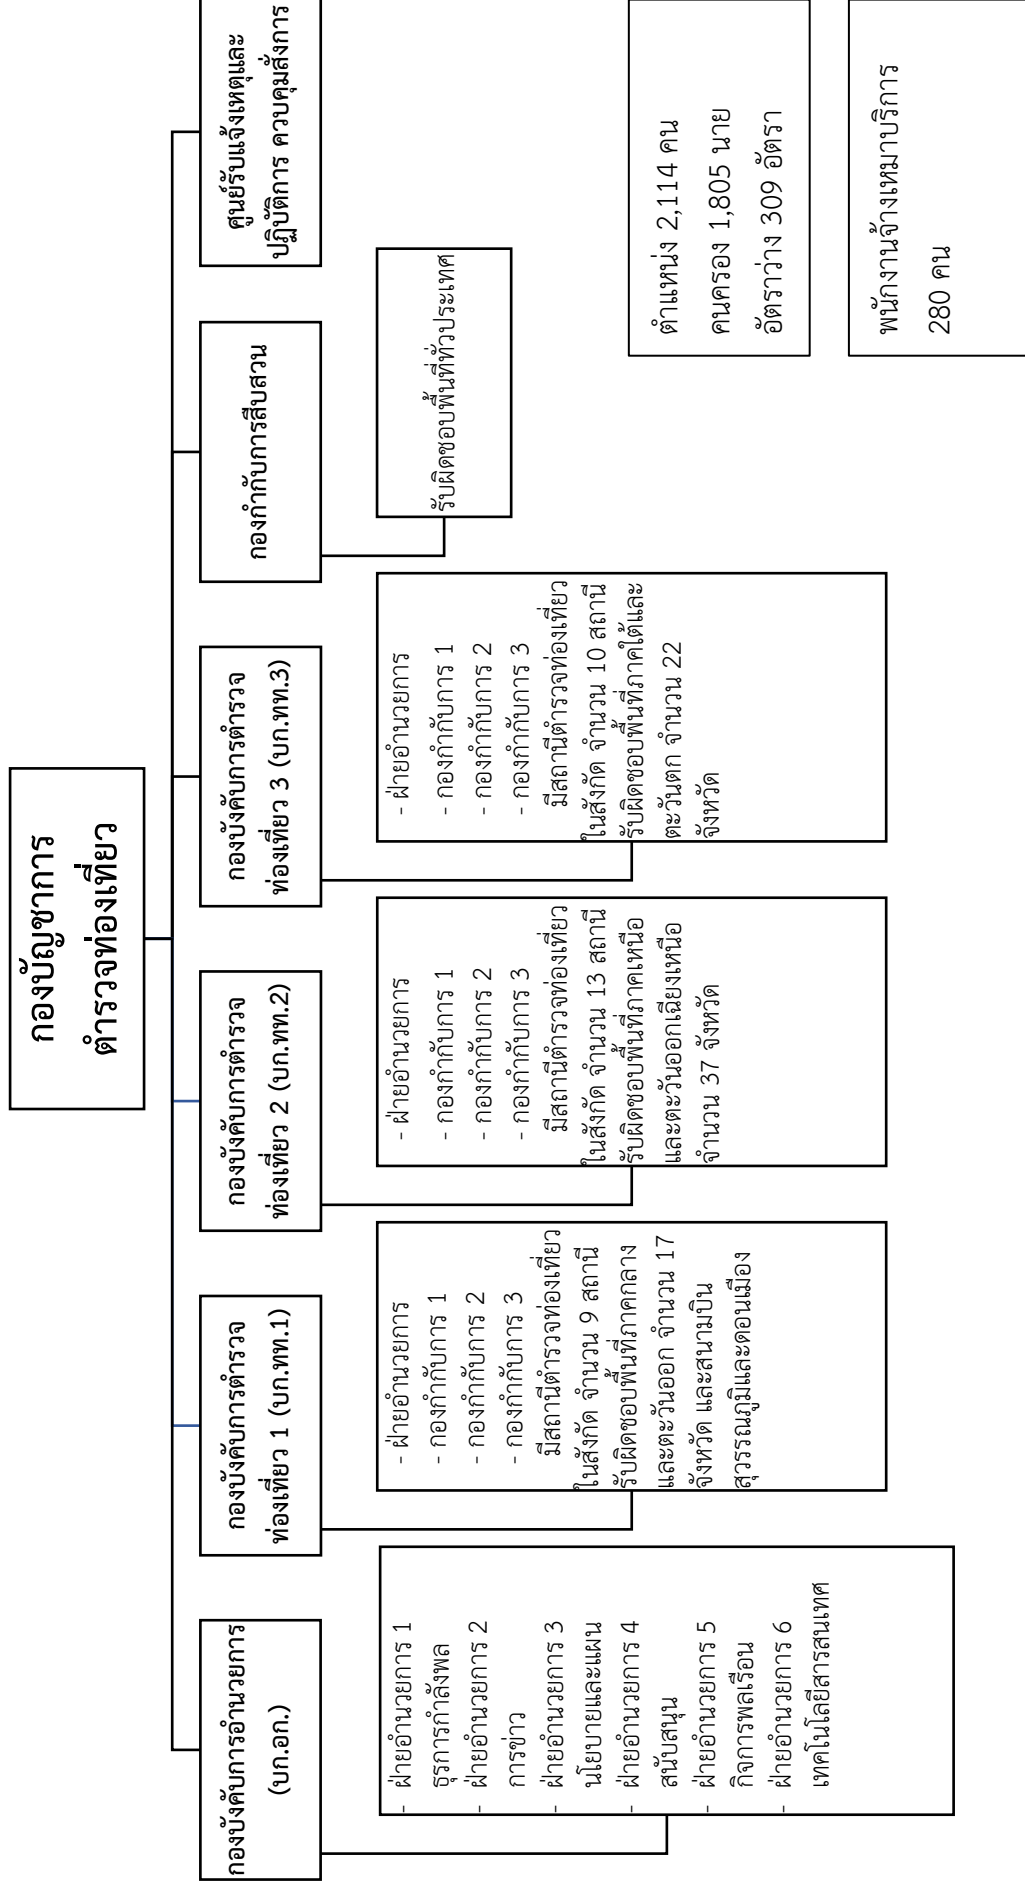 กองบัญชาการ
ตำรวจท่องเที่ยว
กองบังคับการอำนวยการ
(บก.อก.)
- ฝ่ายอำนวยการ 1
ธุรการกำลังพล
- ฝ่ายอำนวยการ 2
การข่าว
- ฝ่ายอำนวยการ 3
นโยบายและแผน
- ฝ่ายอำนวยการ 4
สนับสนุน
- ฝ่ายอำนวยการ 5
กิจการพลเรือน
- ฝ่ายอำนวยการ 6
เทคโนโลยีสารสนเทศ
กองบังคับการตำรวจ
ท่องเที่ยว 1 (บก.ทท.1)
- ฝ่ายอำนวยการ
- กองกำกับการ 1
- กองกำกับการ 2
- กองกำกับการ 3
มีสถานีตำรวจท่องเที่ยว
ในสังกัด จำนวน 9 สถานี
รับผิดชอบพื้นที่ภาคกลาง
และตะวันออก จำนวน 17
จังหวัด และสนามบิน
สุวรรณภูมิและดอนเมือง
กองบังคับการตำรวจ
ท่องเที่ยว 2 (บก.ทท.2)
- ฝ่ายอำนวยการ
- กองกำกับการ 1
- กองกำกับการ 2
- กองกำกับการ 3
มีสถานีตำรวจท่องเที่ยว
ในสังกัด จำนวน 13 สถานี
รับผิดชอบพื้นที่ภาคเหนือ
และตะวันออกเฉียงเหนือ
จำนวน 37 จังหวัด
กองบังคับการตำรวจ
ท่องเที่ยว 3 (บก.ทท.3)
- ฝ่ายอำนวยการ
- กองกำกับการ 1
- กองกำกับการ 2
- กองกำกับการ 3
มีสถานีตำรวจท่องเที่ยว
ในสังกัด จำนวน 10 สถานี
รับผิดชอบพื้นที่ภาคใต้และ
ตะวันตก จำนวน 22
จังหวัด
กองกำกับการสืบสวน
รับผิดชอบพื้นที่ทั่วประเทศ
ศูนย์รับแจ้งเหตุและ
ปฏิบัติการ ควบคุมสั่งการ
ตำแหน่ง 2,114 คน
คนครอง 1,805 นาย
อัตราว่าง 309 อัตรา
พนักงานจ้างเหมาบริการ
280 คน